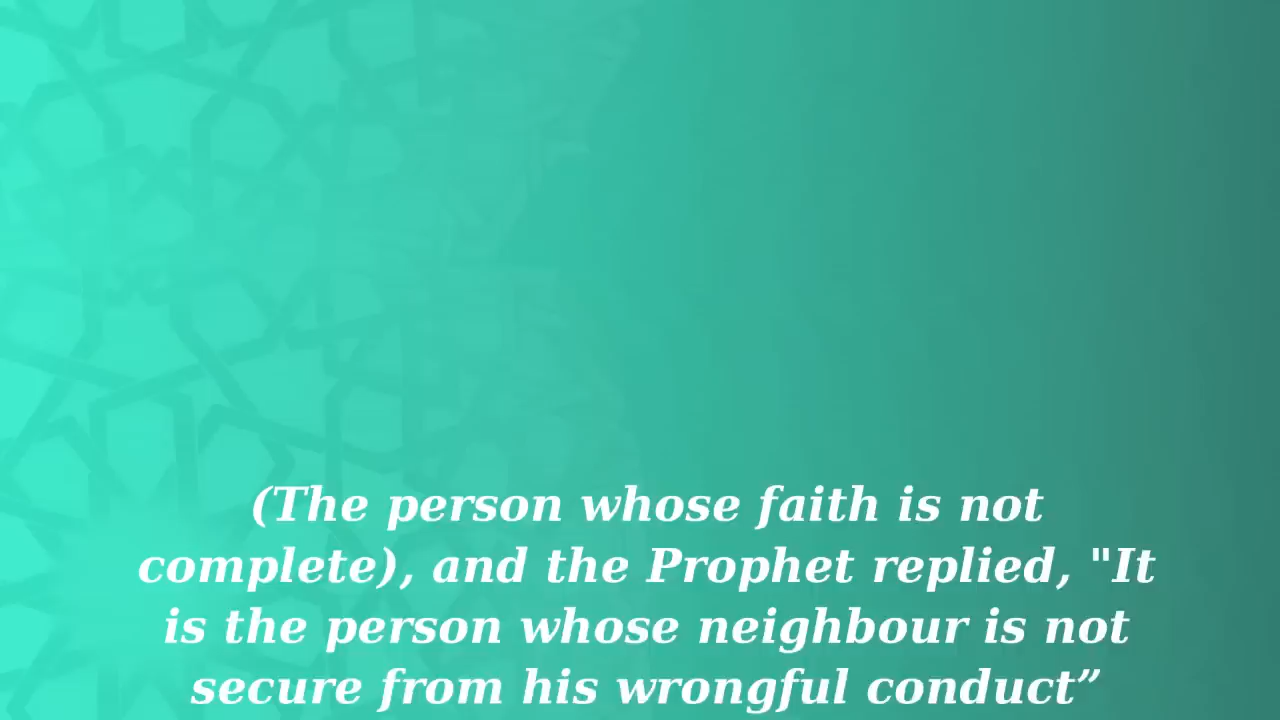 (The person whose faith is not
complete), and the Prophet replied, "It
is the person whose neighbour is not
secure from his wrongful conduct”